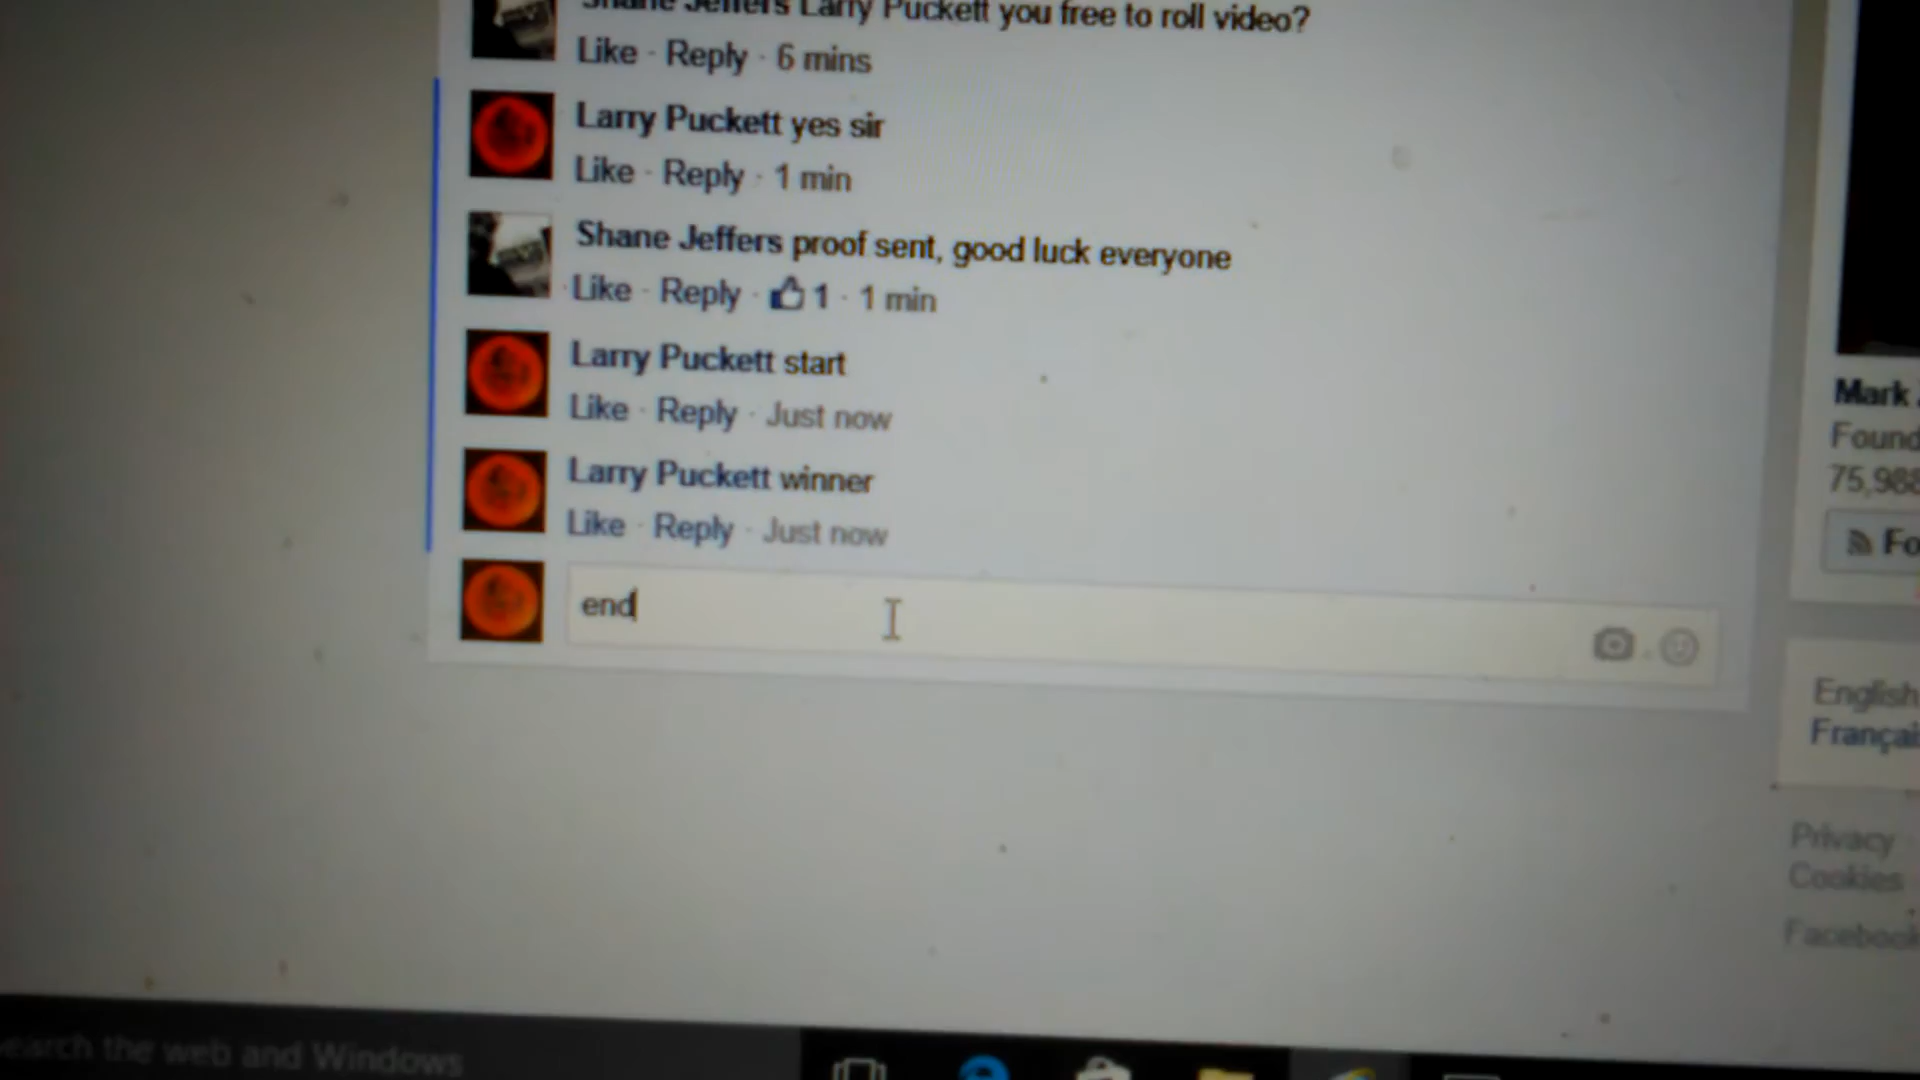 Shane Jeffers Larry Puckett you free to roll video?
Like · Reply · 6 mins
Larry Puckett yes sir
Like · Reply · 1 min
Shane Jeffers proof sent, good luck everyone
Like · Reply · 1 · 1 min
Larry Puckett start
Like · Reply · Just now
Larry Puckett winner
Like · Reply · Just now
end
Mark
Found
75,988
Fo
English
Françai
Privacy
Cookies
Facebook
earch the web and Windows